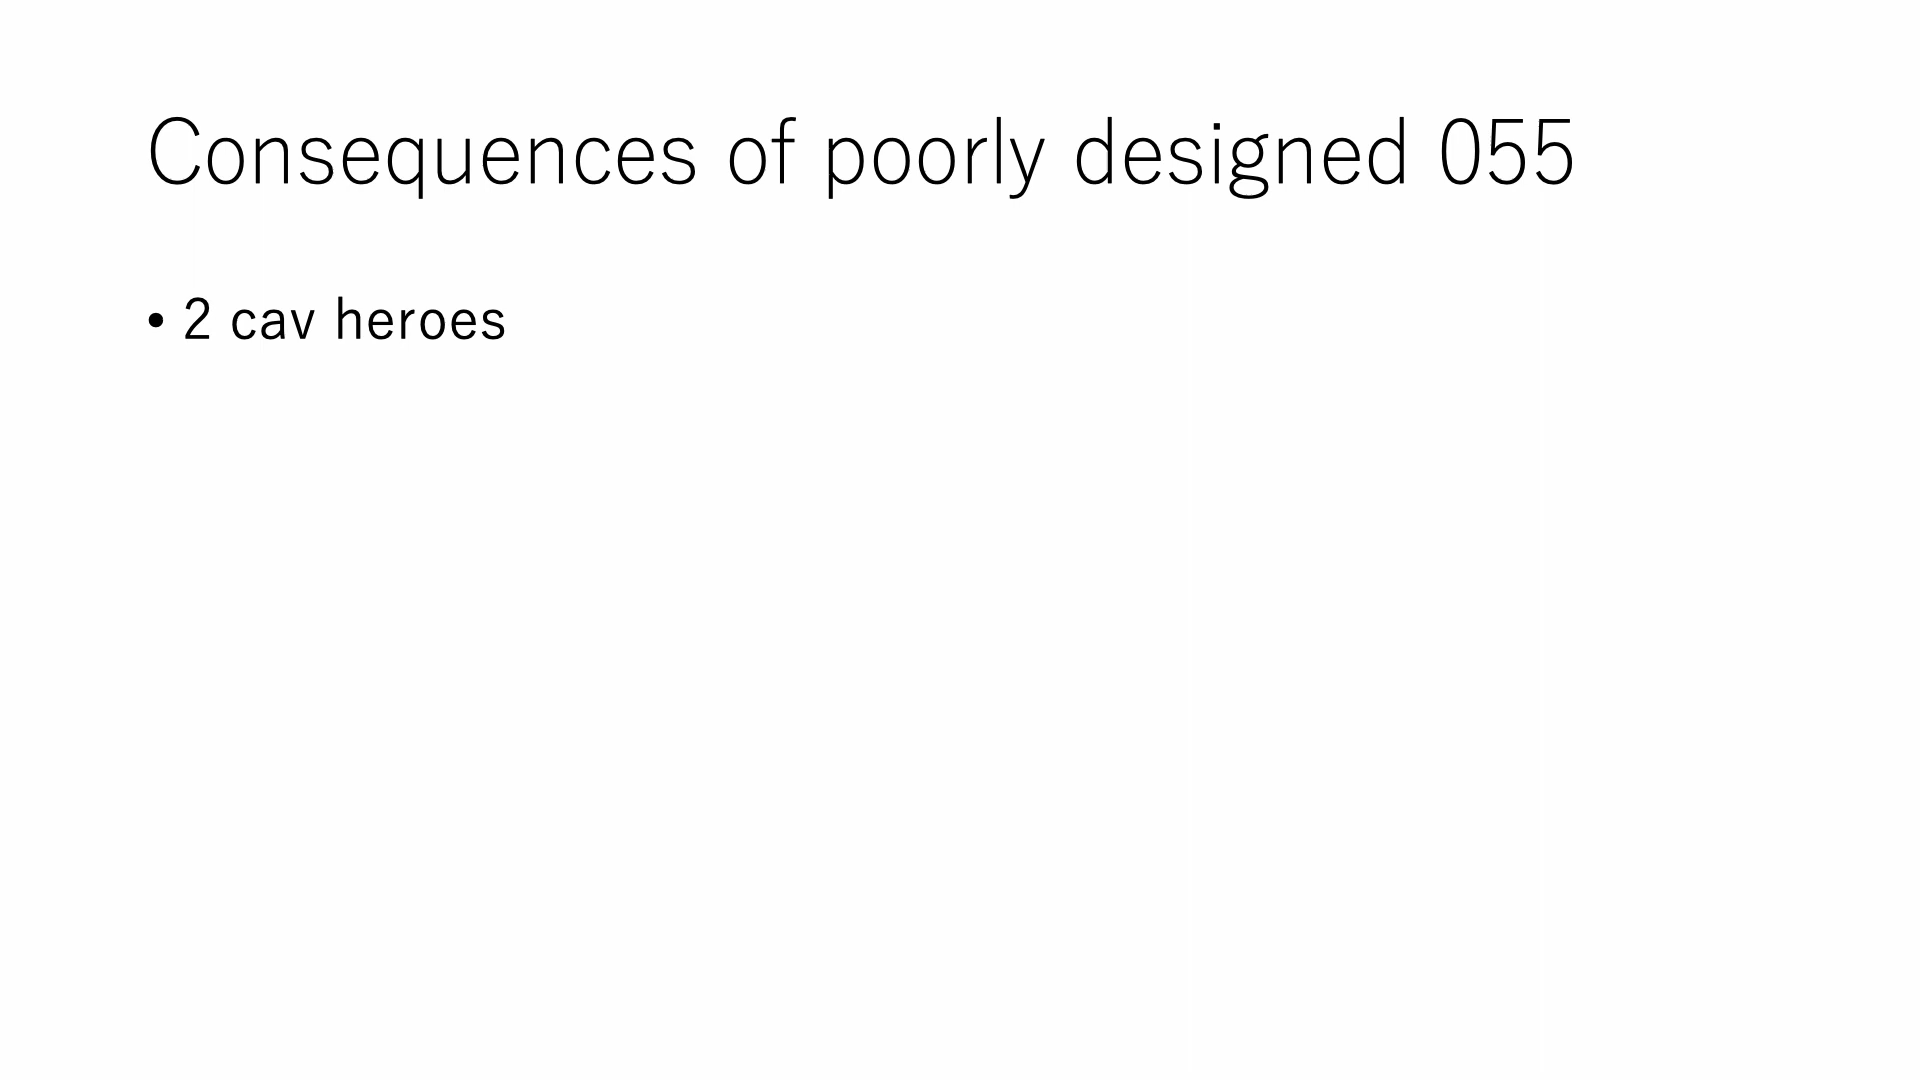 Consequences of poorly designed 055
• 2 cav heroes